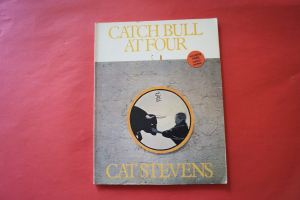 CATCH BULL
AT FOUR
CAT STEVENS